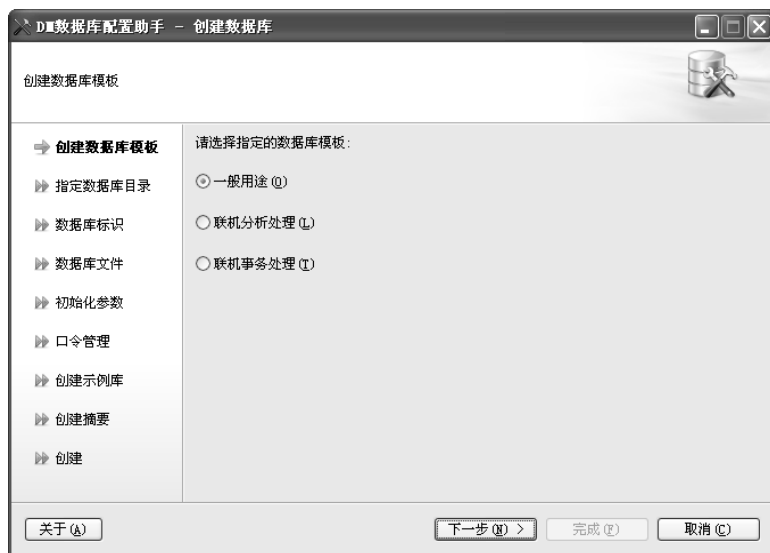 DM数据库配置助手 - 创建数据库
创建数据库模板
创建数据库模板
指定数据库目录
数据库标识
数据库文件
初始化参数
口令管理
创建示例库
创建摘要
创建
请选择指定的数据库模板:
一般用途(O)
联机分析处理(L)
联机事务处理(T)
关于(A)
下一步(N) >
完成(F)
取消(C)